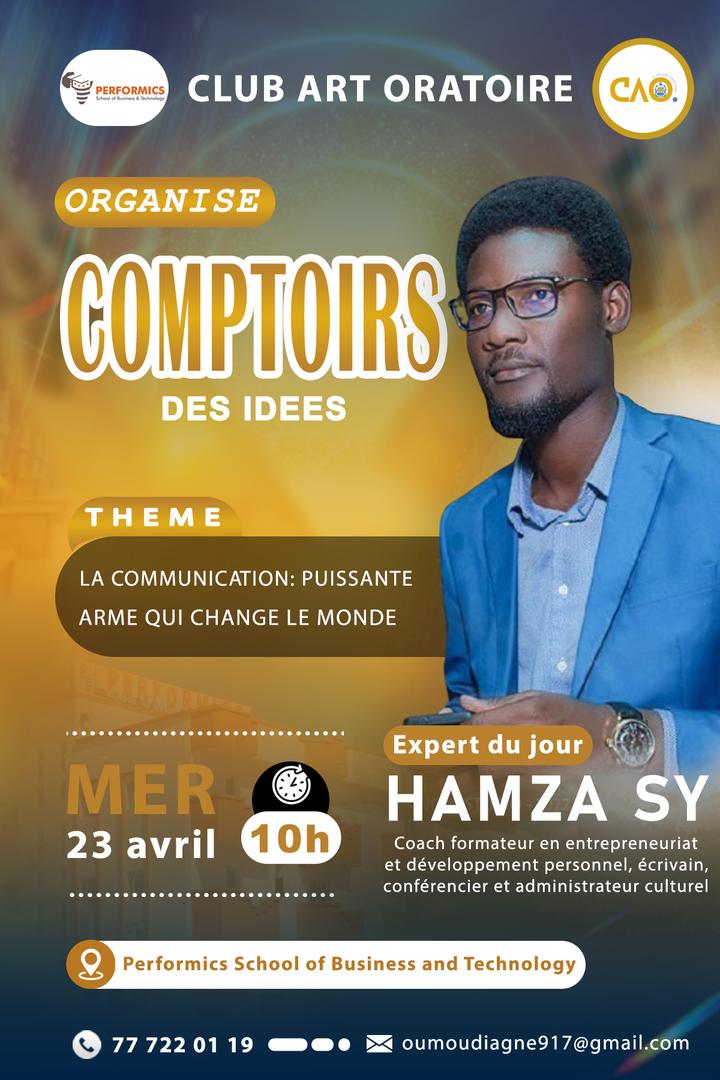 PERFORMICS
School of Business & Technology
CLUB ART ORATOIRE
CAO
ORGANISE
COMPTOIRS
DES IDEES
THEME
LA COMMUNICATION: PUISSANTE
ARME QUI CHANGE LE MONDE
MER
23 avril
10h
Expert du jour
HAMZA SY
Coach formateur en entrepreneuriat
et développement personnel, écrivain,
conférencier et administrateur culturel
Performics School of Business and Technology
77 722 01 19
oumoudiagne917@gmail.com